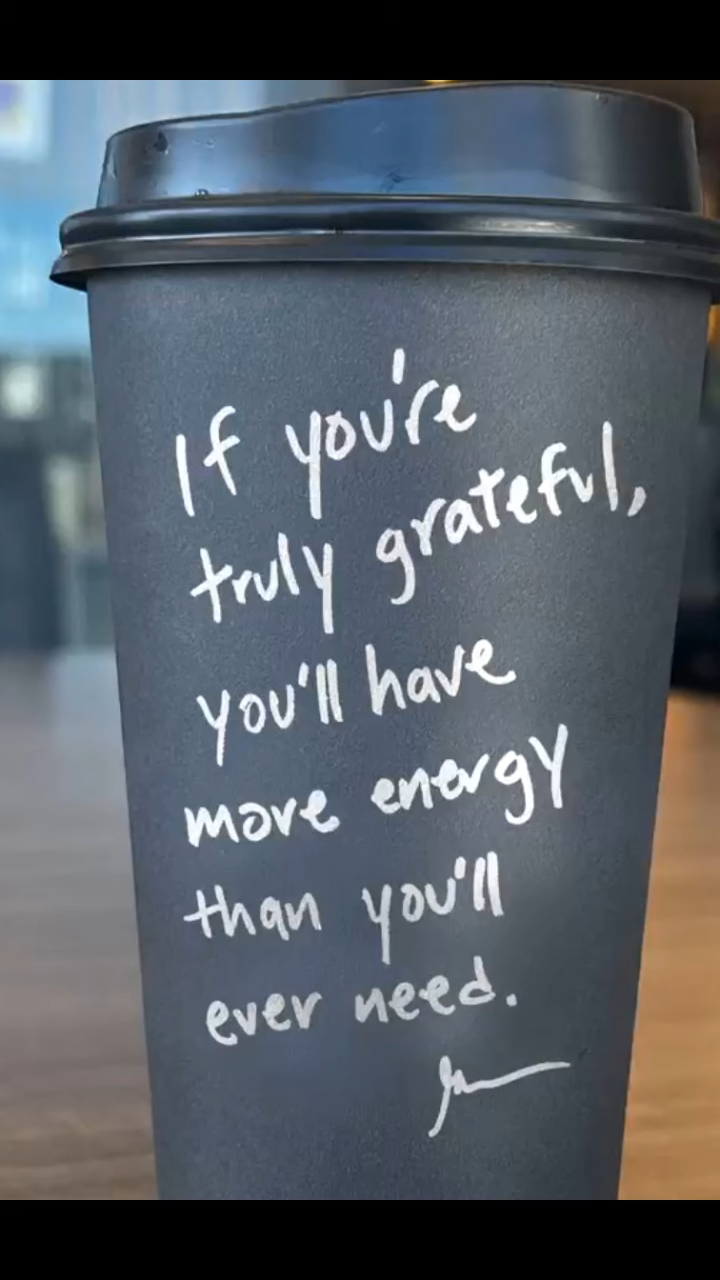 If you're
truly grateful,
you'll have
more energy
than you'll
ever need.